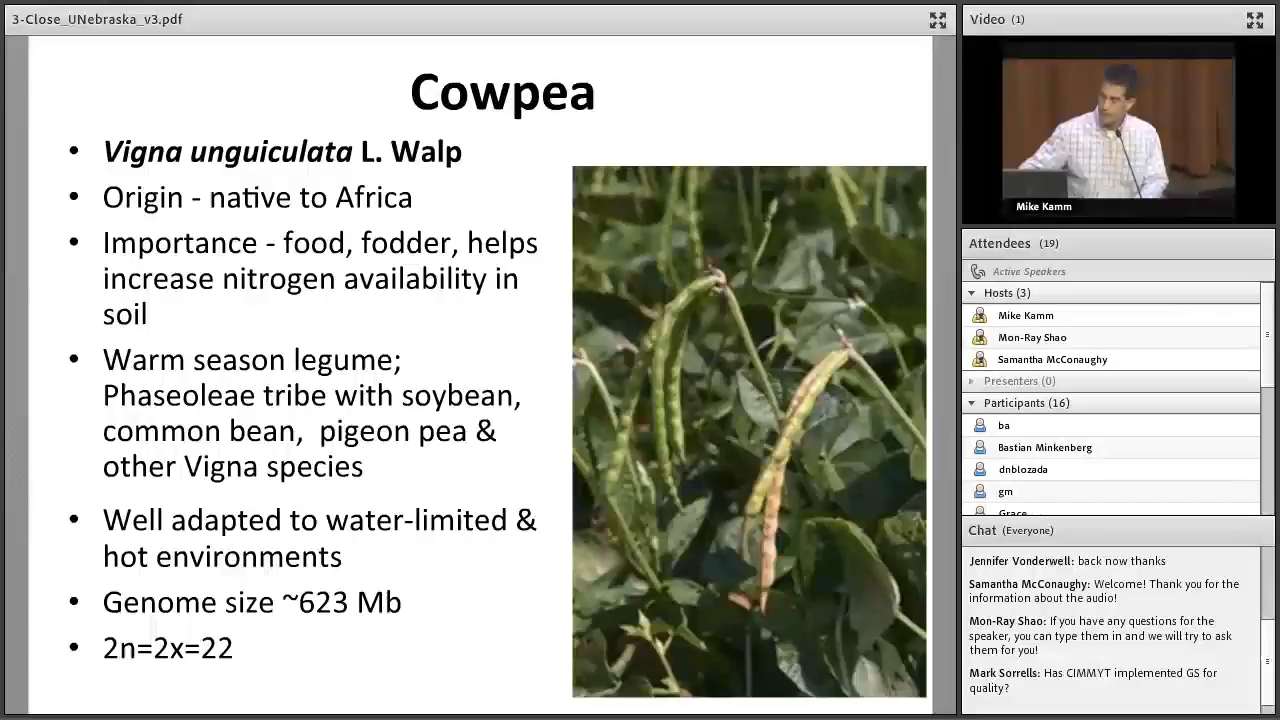 3-Close_UNebraska_v3.pdf
Cowpea
• Vigna unguiculata L. Walp
• Origin - native to Africa
• Importance - food, fodder, helps
increase nitrogen availability in
soil
• Warm season legume;
Phaseoleae tribe with soybean,
common bean, pigeon pea &
other Vigna species
• Well adapted to water-limited &
hot environments
• Genome size ~623 Mb
• 2n=2x=22
Video (1)
Mike Kamm
Attendees (19)
Active Speakers
Hosts (3)
Mike Kamm
Mon-Ray Shao
Samantha McConaughy
Presenters (0)
Participants (16)
ba
Bastian Minkenberg
dnblozada
gm
Grace
Chat (Everyone)
Jennifer Vonderwell: back now thanks
Samantha McConaughy: Welcome! Thank you for the
information about the audio!
Mon-Ray Shao: If you have any questions for the
speaker, you can type them in and we will try to ask
them for you!
Mark Sorrells: Has CIMMYT implemented GS for
quality?